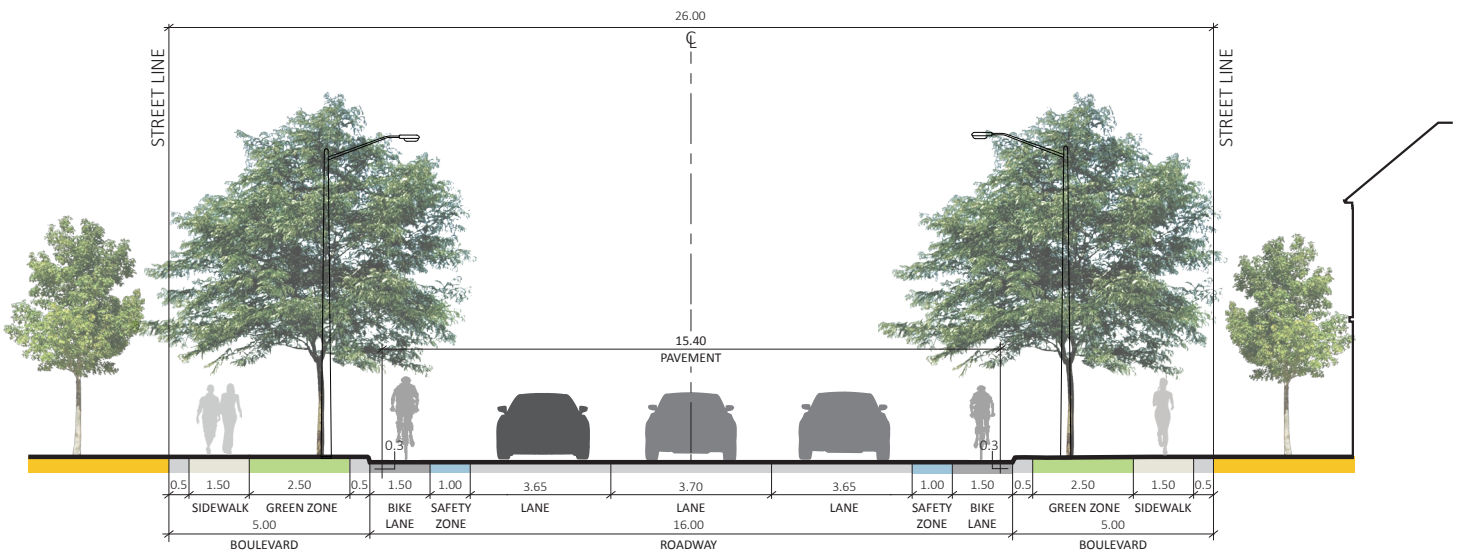 26.00
℄
STREET LINE
STREET LINE
15.40
PAVEMENT
0.3
0.3
0.5 1.50 2.50 0.5 1.50 1.00 3.65 3.70 3.65 1.00 1.50 0.5 2.50 1.50 0.5
SIDEWALK GREEN ZONE BIKE LANE SAFETY ZONE LANE LANE LANE SAFETY ZONE BIKE LANE GREEN ZONE SIDEWALK
5.00 16.00 5.00
BOULEVARD ROADWAY BOULEVARD